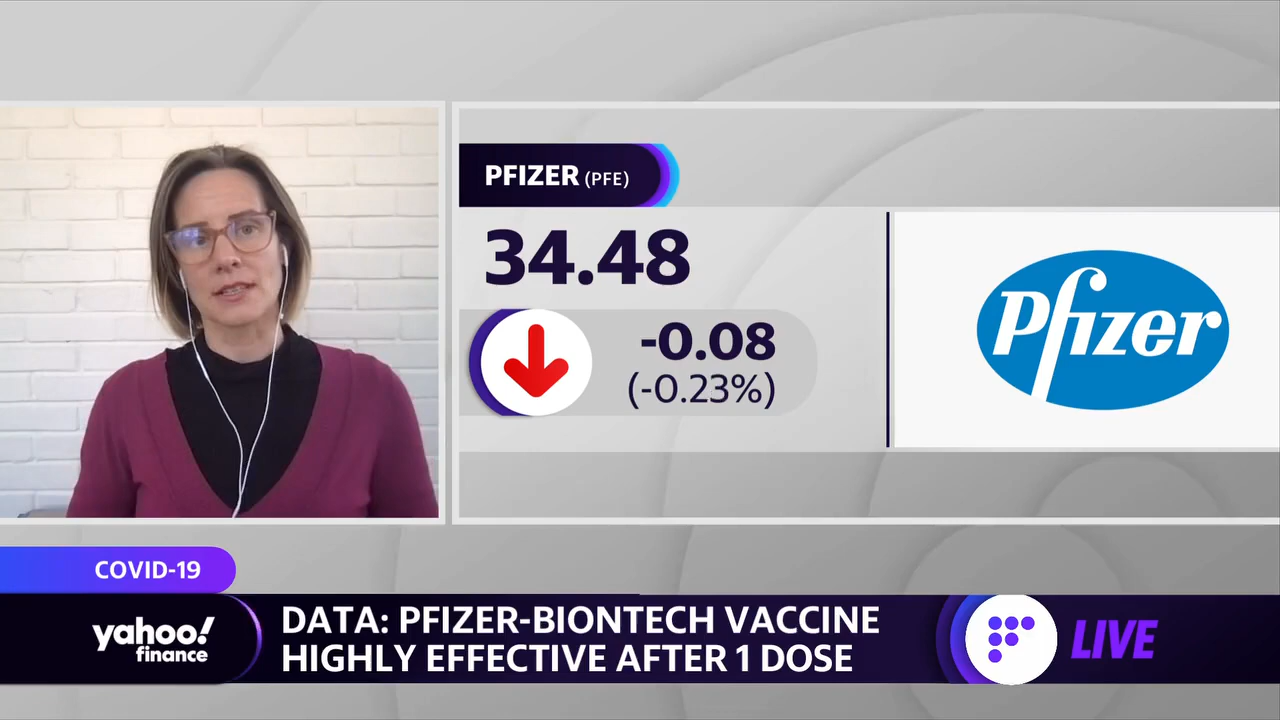 PFIZER (PFE)
34.48
-0.08
(-0.23%)
Pfizer
COVID-19
yahoo!
finance
DATA: PFIZER-BIONTECH VACCINE
HIGHLY EFFECTIVE AFTER 1 DOSE
LIVE